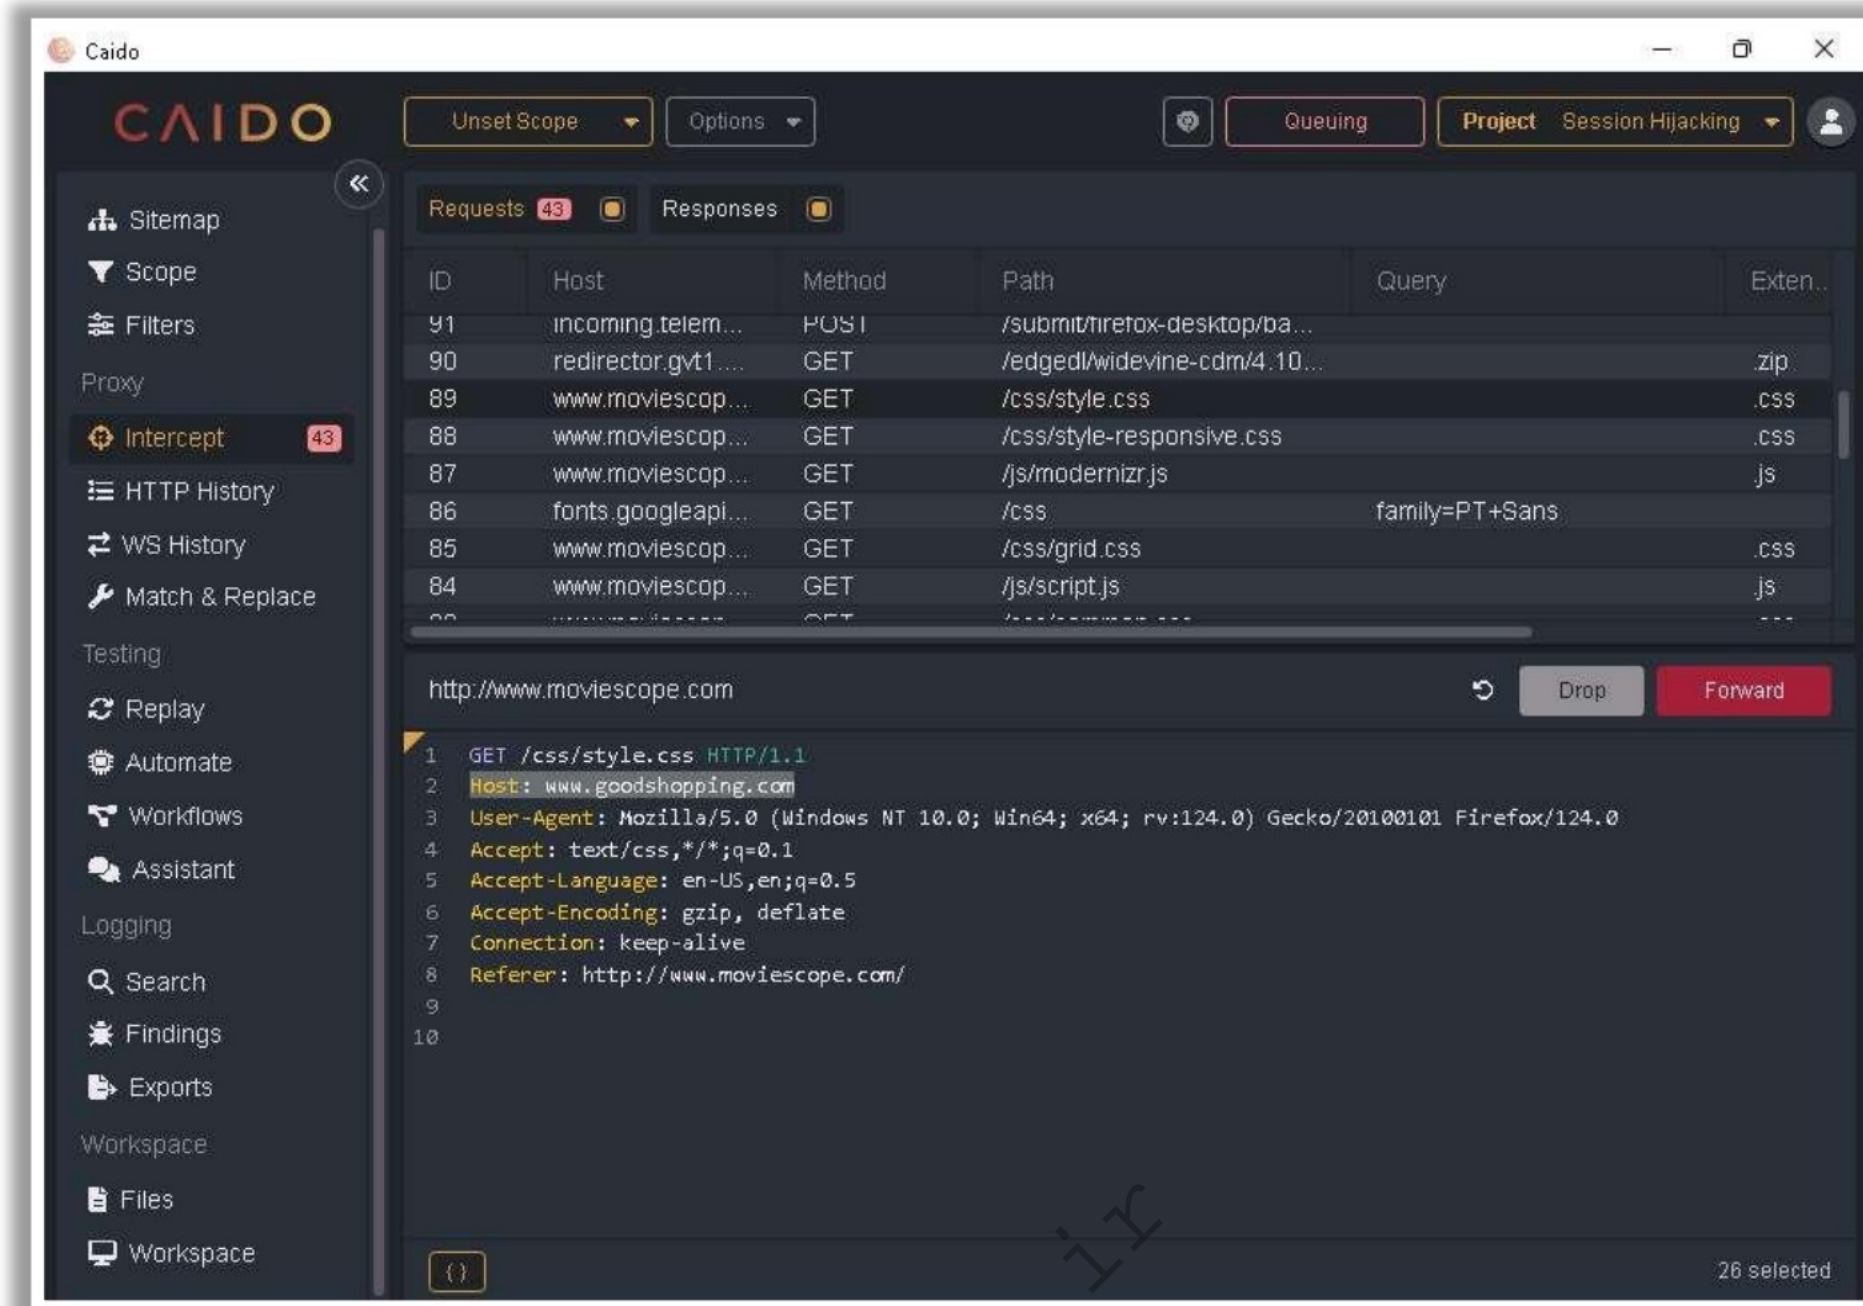 Caido
CAIDO
Unset Scope
Options
Queuing
Project Session Hijacking
Sitemap
Scope
Filters
Proxy
Intercept 43
HTTP History
WS History
Match & Replace
Testing
Replay
Automate
Workflows
Assistant
Logging
Search
Findings
Exports
Workspace
Files
Workspace
Requests 43 Responses
ID Host Method Path Query Exten..
91 incoming.telem... POST /submit/firefox-desktop/ba...
90 redirector.gvt1.... GET /edgedl/widevine-cdm/4.10... .zip
89 www.moviescop... GET /css/style.css .css
88 www.moviescop... GET /css/style-responsive.css .css
87 www.moviescop... GET /js/modernizr.js .js
86 fonts.googleapi... GET /css family=PT+Sans
85 www.moviescop... GET /css/grid.css .css
84 www.moviescop... GET /js/script.js .js
http://www.moviescope.com
Drop
Forward
1 GET /css/style.css HTTP/1.1
2 Host: www.goodshopping.com
3 User-Agent: Mozilla/5.0 (Windows NT 10.0; Win64; x64; rv:124.0) Gecko/20100101 Firefox/124.0
4 Accept: text/css,*/*;q=0.1
5 Accept-Language: en-US,en;q=0.5
6 Accept-Encoding: gzip, deflate
7 Connection: keep-alive
8 Referer: http://www.moviescope.com/
9
10
{}
26 selected
ir